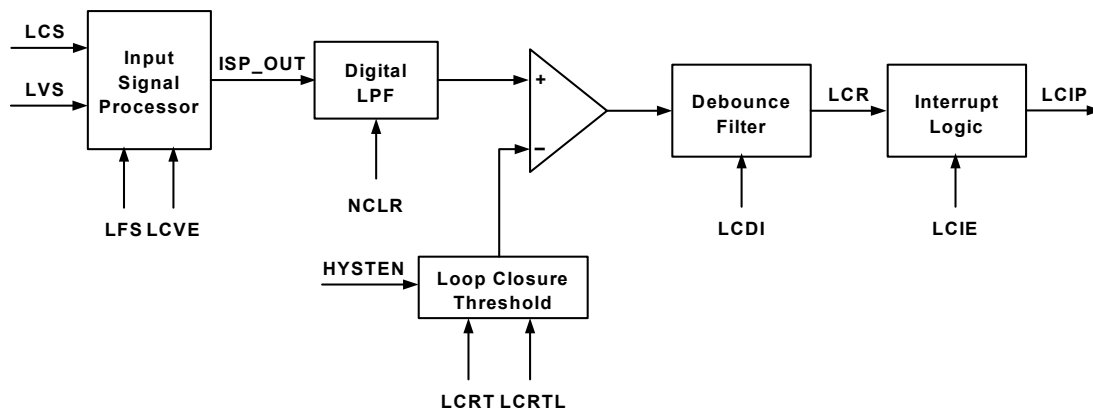 LCS
LVS
Input
Signal
Processor
ISP_OUT
Digital
LPF
+
−
Debounce
Filter
LCR
Interrupt
Logic
LCIP
LFS LCVE
NCLR
LCDI
LCIE
HYSTEN
Loop Closure
Threshold
LCRT LCRTL